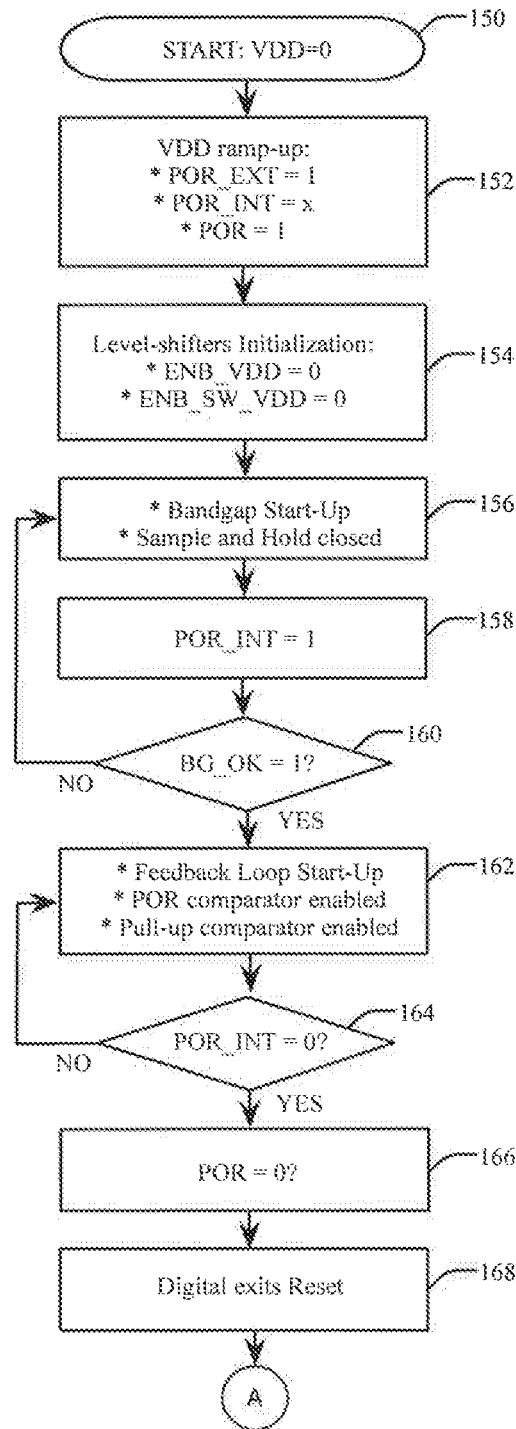 150
START: VDD=0
VDD ramp-up:
* POR_EXT = 1
* POR_INT = x
* POR = 1
152
Level-shifters Initialization:
* ENB_VDD = 0
* ENB_SW_VDD = 0
154
* Bandgap Start-Up
* Sample and Hold closed
156
POR_INT = 1
158
BG_OK = 1?
160
NO
YES
* Feedback Loop Start-Up
* POR comparator enabled
* Pull-up comparator enabled
162
POR_INT = 0?
164
NO
YES
POR = 0?
166
Digital exits Reset
168
A